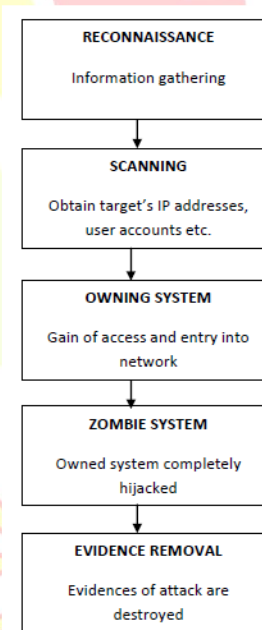 RECONNAISSANCE
Information gathering
SCANNING
Obtain target's IP addresses,
user accounts etc.
OWNING SYSTEM
Gain of access and entry into
network
ZOMBIE SYSTEM
Owned system completely
hijacked
EVIDENCE REMOVAL
Evidences of attack are
destroyed